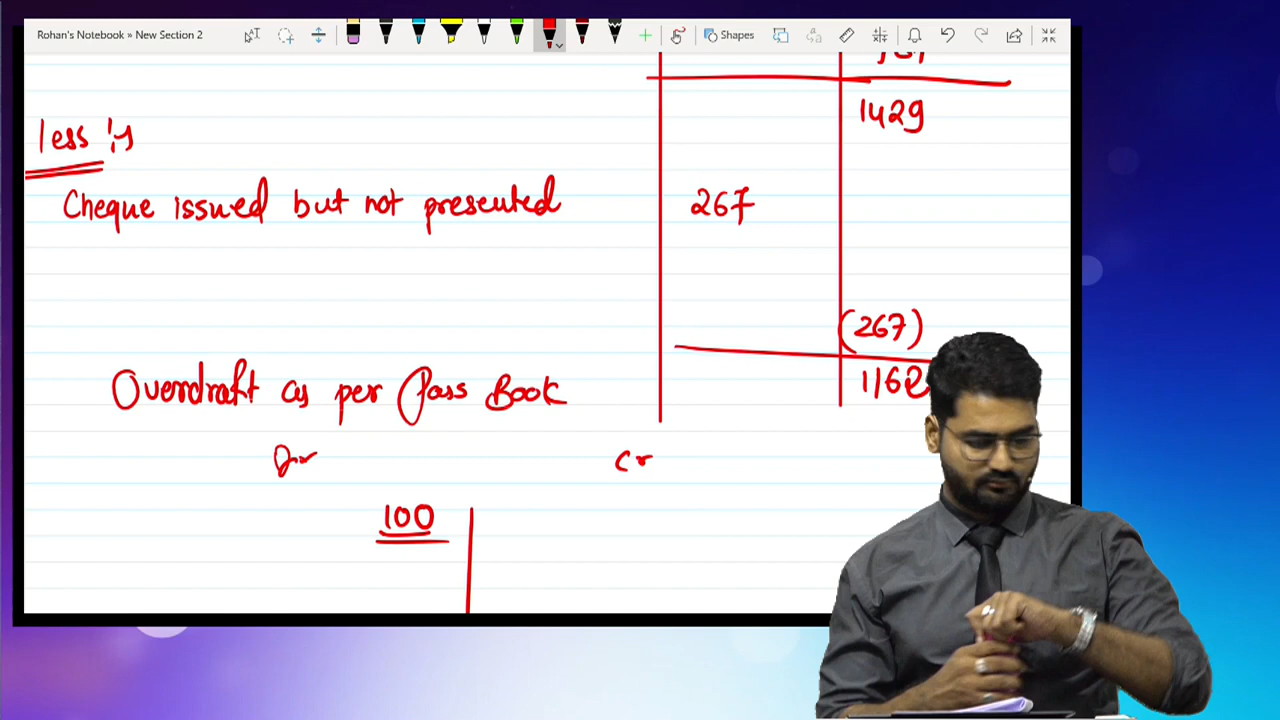 Rohan's Notebook » New Section 2
Shapes
1429
less :-
Cheque issued but not presented 267
(267)
Overdraft as per Pass Book 1162
Dr Cr
100